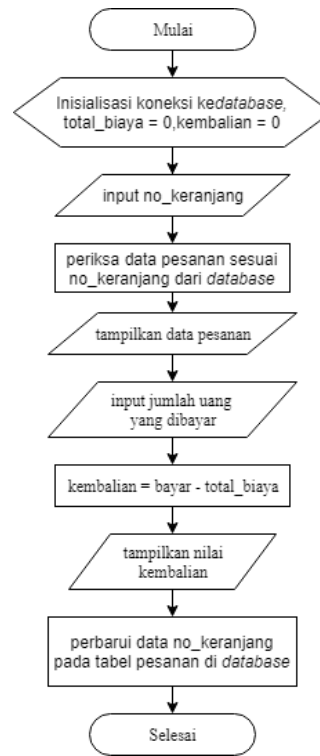 Mulai
Inisialisasi koneksi kedatabase,
total_biaya = 0,kembalian = 0
input no_keranjang
periksa data pesanan sesuai
no_keranjang dari database
tampilkan data pesanan
input jumlah uang
yang dibayar
kembalian = bayar - total_biaya
tampilkan nilai
kembalian
perbarui data no_keranjang
pada tabel pesanan di database
Selesai